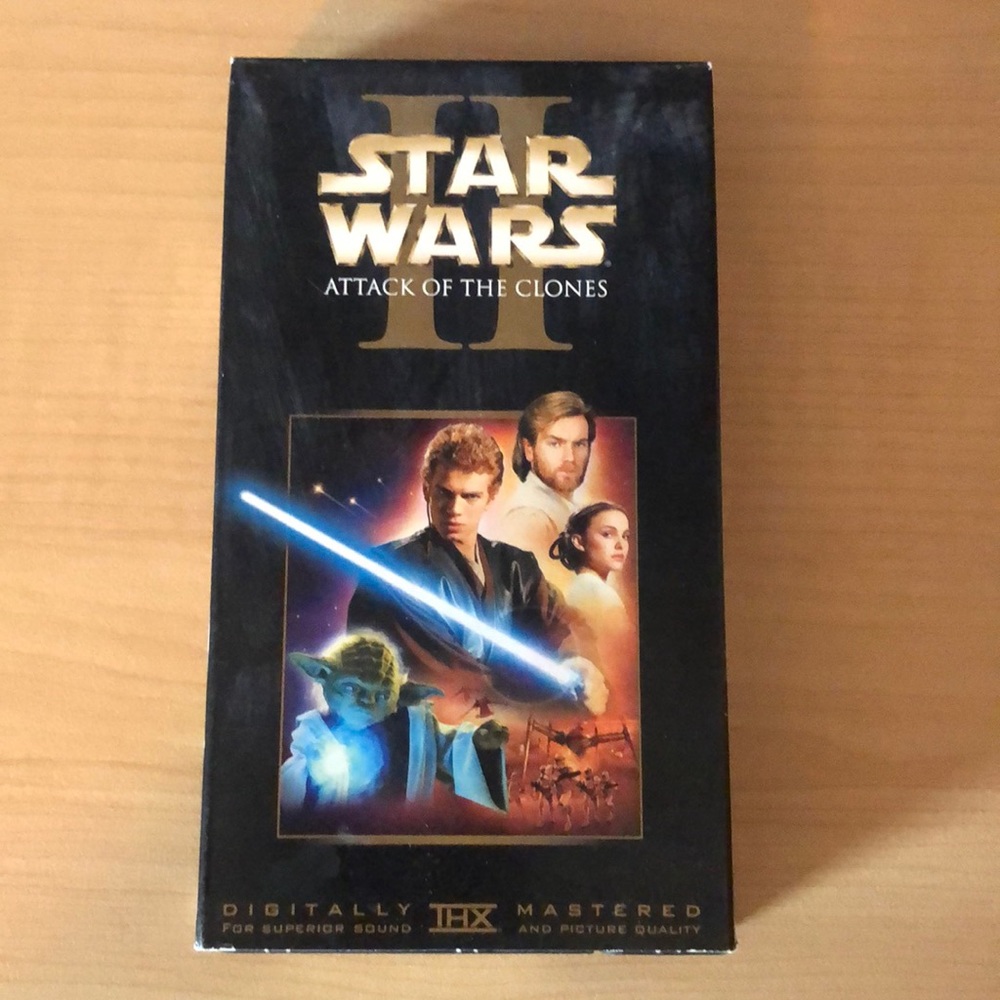 II
STAR
WARS
ATTACK OF THE CLONES
DIGITALLY THX MASTERED
FOR SUPERIOR SOUND AND PICTURE QUALITY